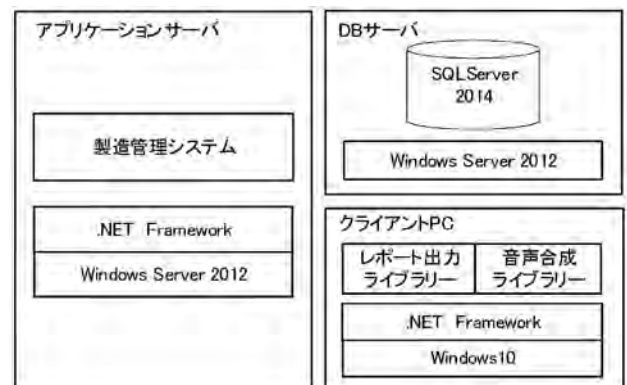 アプリケーションサーバ
製造管理システム
.NET Framework
Windows Server 2012
DBサーバ
SQLServer
2014
Windows Server 2012
クライアントPC
レポート出力
ライブラリー
音声合成
ライブラリー
.NET Framework
Windows10